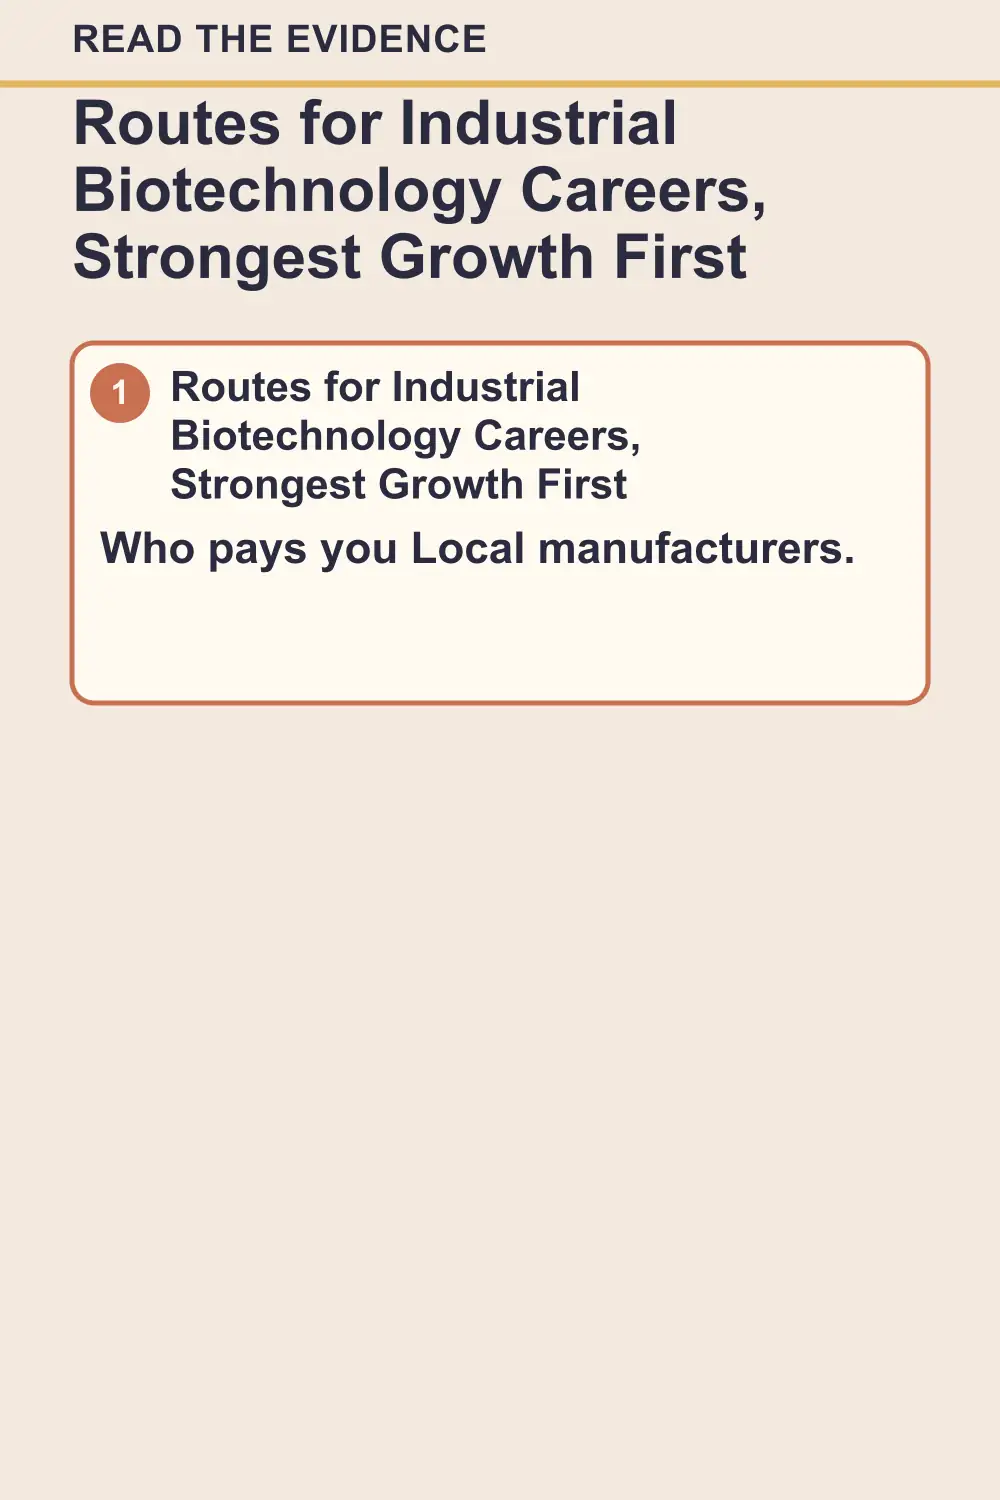 READ THE EVIDENCE
Routes for Industrial
Biotechnology Careers,
Strongest Growth First
1
Routes for Industrial
Biotechnology Careers,
Strongest Growth First
Who pays you Local manufacturers.